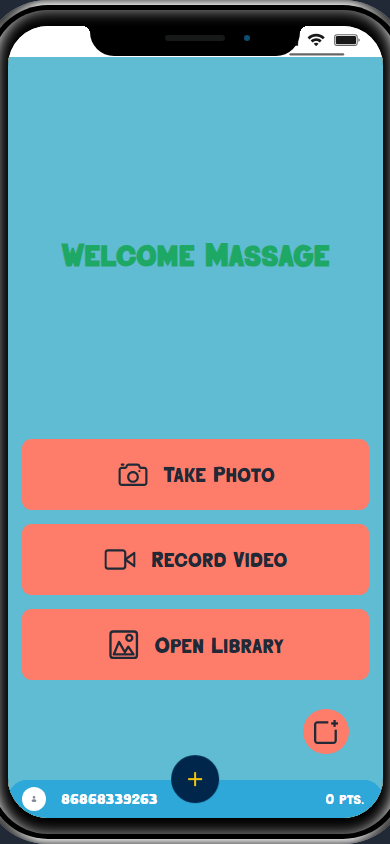 Welcome Massage
Take Photo
Record Video
Open Library
86868339263
0 PTS.